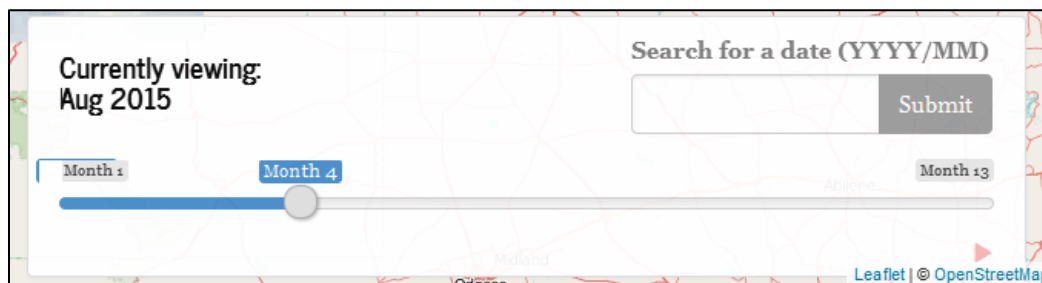 Currently viewing:
Aug 2015
Search for a date (YYYY/MM)
Submit
Month 1
Month 4
Month 13
Abilene
Midland
Odessa
Leaflet | © OpenStreetMap